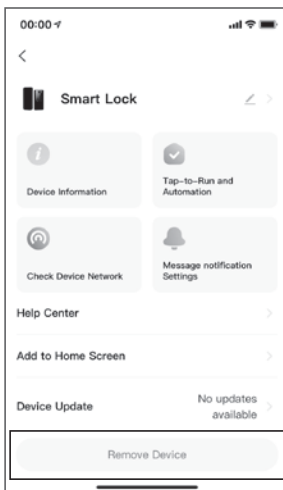 00:00
Smart Lock
Device Information
Tap-to-Run and
Automation
Check Device Network
Message notification
Settings
Help Center
Add to Home Screen
Device Update
No updates
available
Remove Device